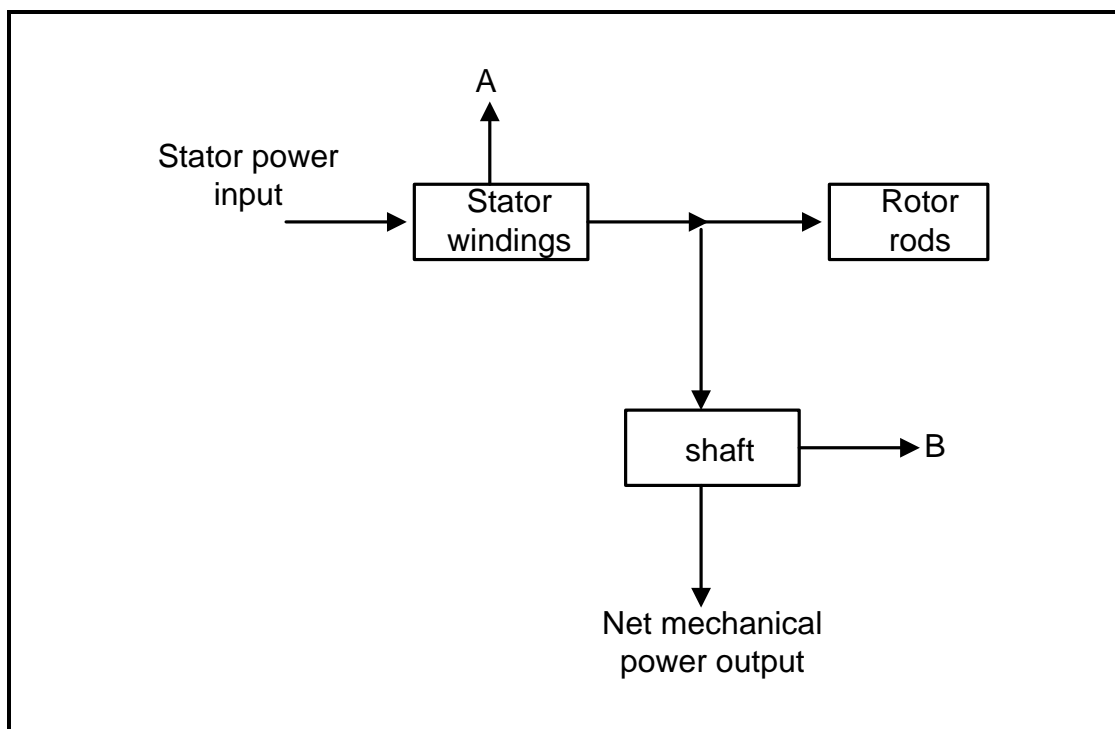 A
Stator power
input
Stator
windings
Rotor
rods
shaft
B
Net mechanical
power output